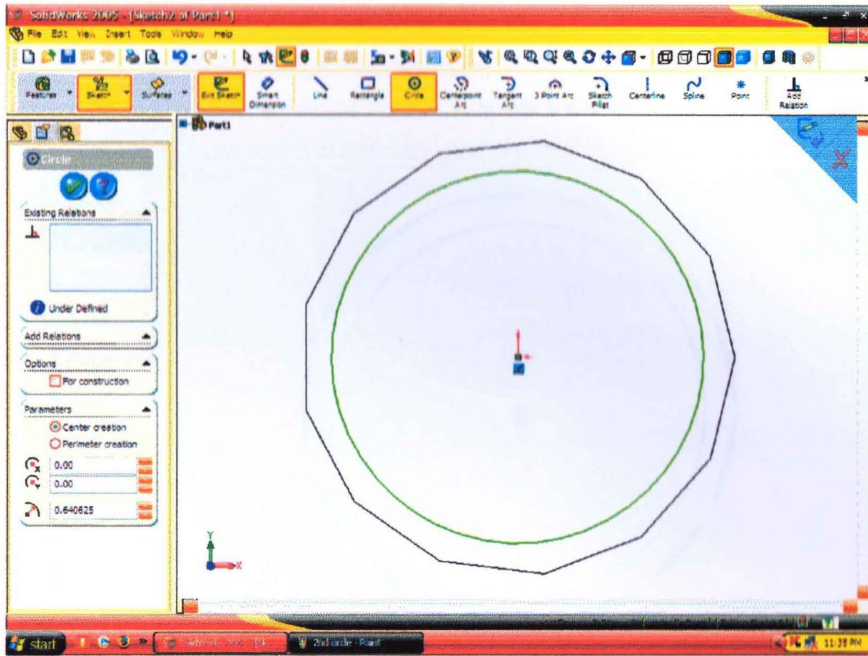 SolidWorks 2005 - [Sketch2 of Part1 *]
File Edit View Insert Tools Window Help
Features Sketch Surfaces Exit Sketch Smart Dimension Line Rectangle Circle Centerpoint Arc Tangent Arc 3 Point Arc Sketch Fillet Centerline Spline Point Add Relation
Part1
Circle
Existing Relations
Under Defined
Add Relations
Options
For construction
Parameters
Center creation
Perimeter creation
0.00
0.00
0.640625
Y
X
start
2nd circle - Paint
11:35 PM